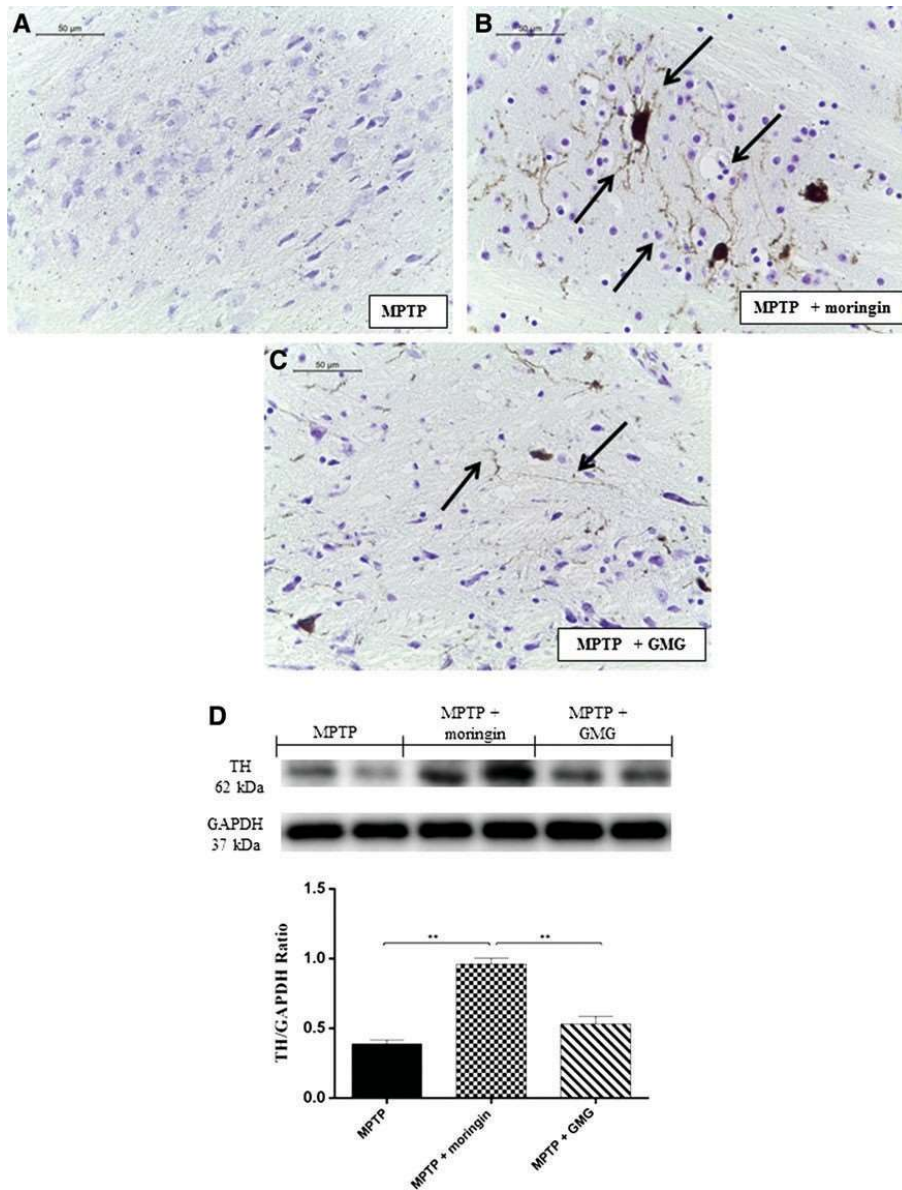 A
50 µm
MPTP
B
50 µm
MPTP + moringin
C
50 µm
MPTP + GMG
D
MPTP
MPTP +
moringin
MPTP +
GMG
TH
62 kDa
GAPDH
37 kDa
TH/GAPDH Ratio
1.5
1.0
0.5
0.0
**
**
MPTP
MPTP + moringin
MPTP + GMG